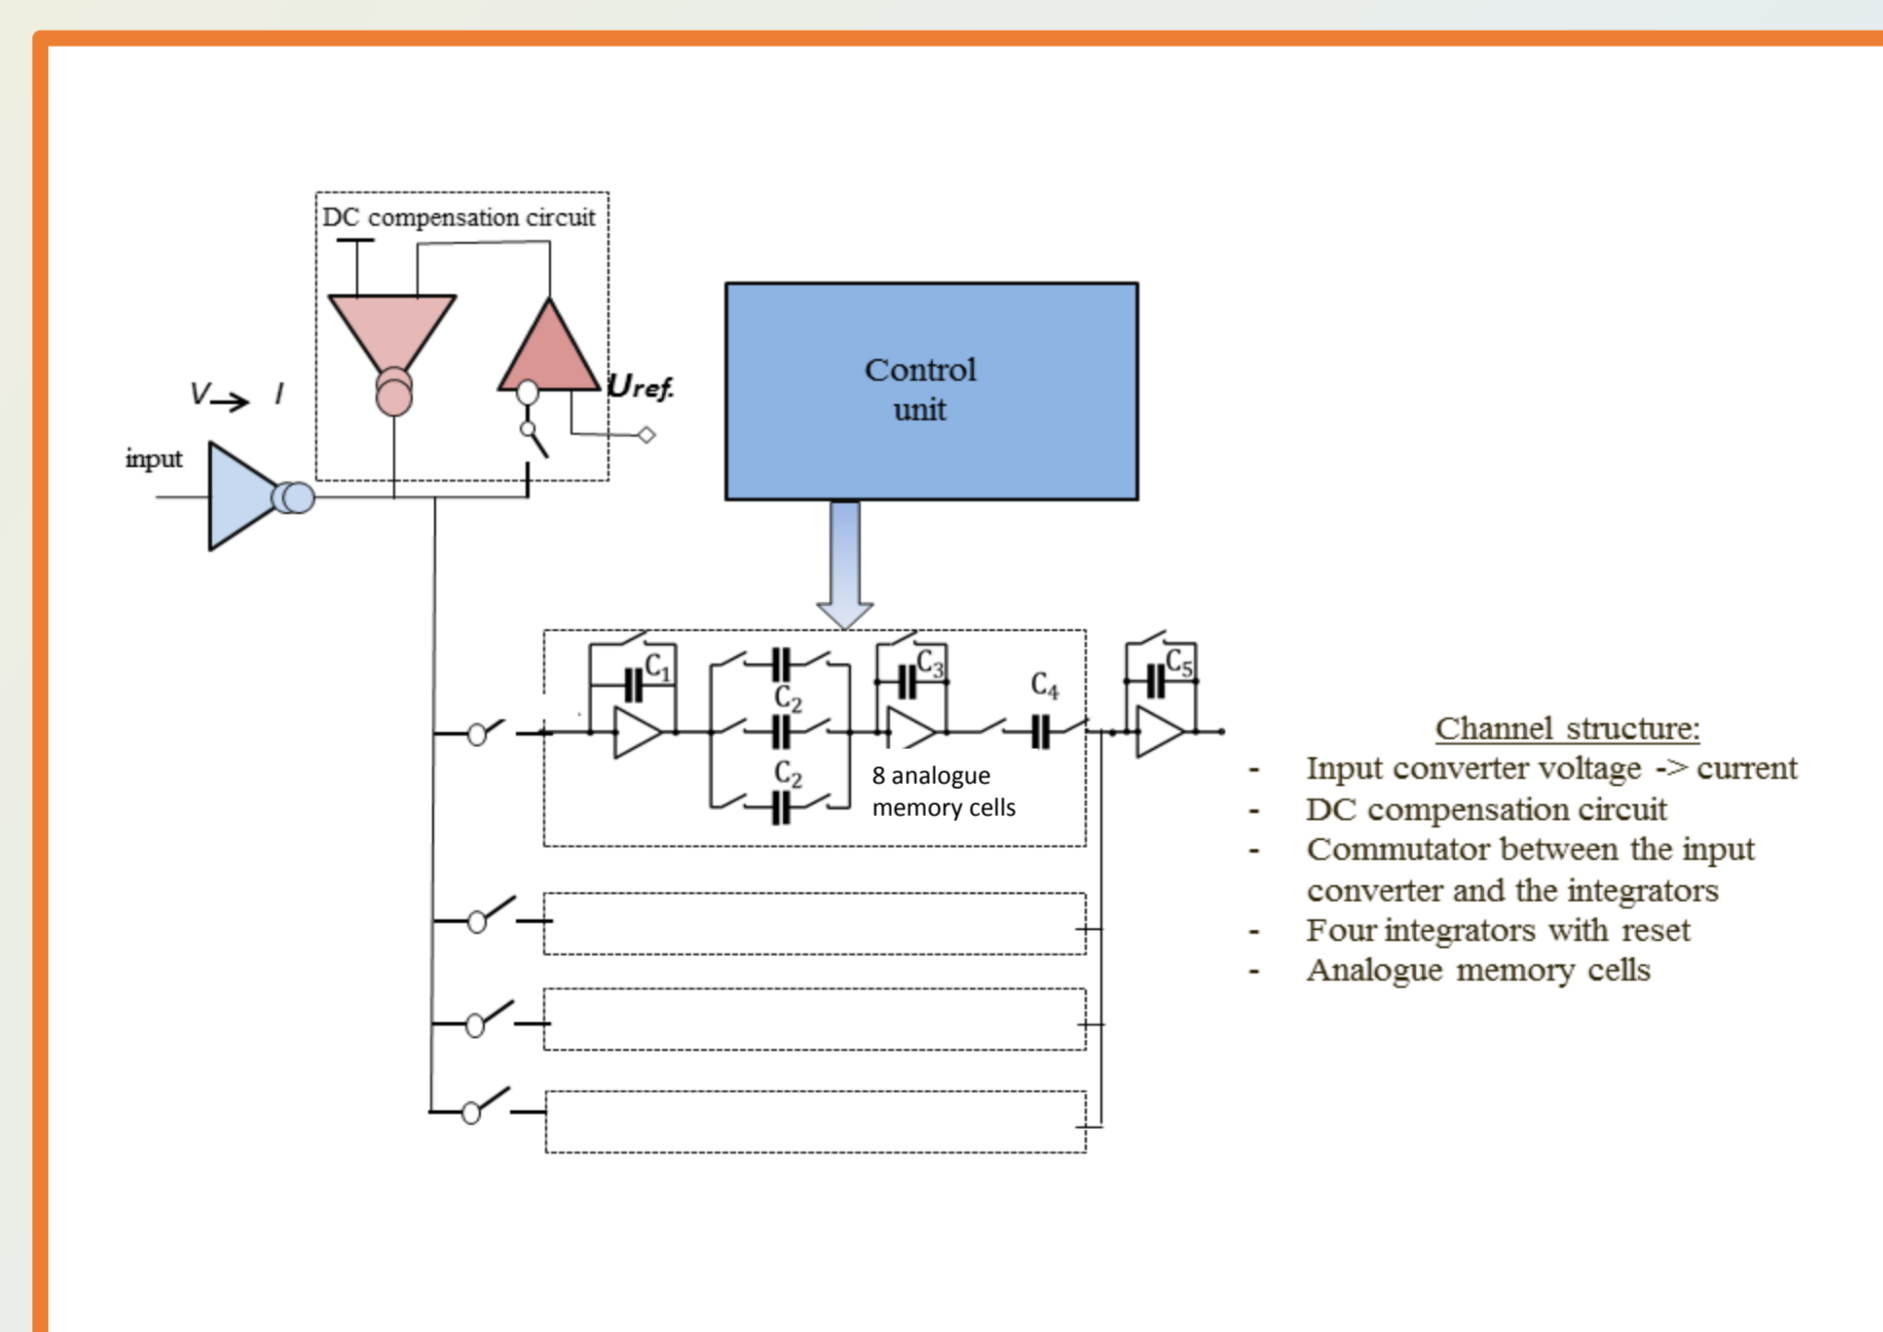 DC compensation circuit
V→ I
Uref.
input
Control
unit
C1
C2
C2
C3
C4
C5
8 analogue
memory cells
Channel structure:
- Input converter voltage -> current
- DC compensation circuit
- Commutator between the input
converter and the integrators
- Four integrators with reset
- Analogue memory cells